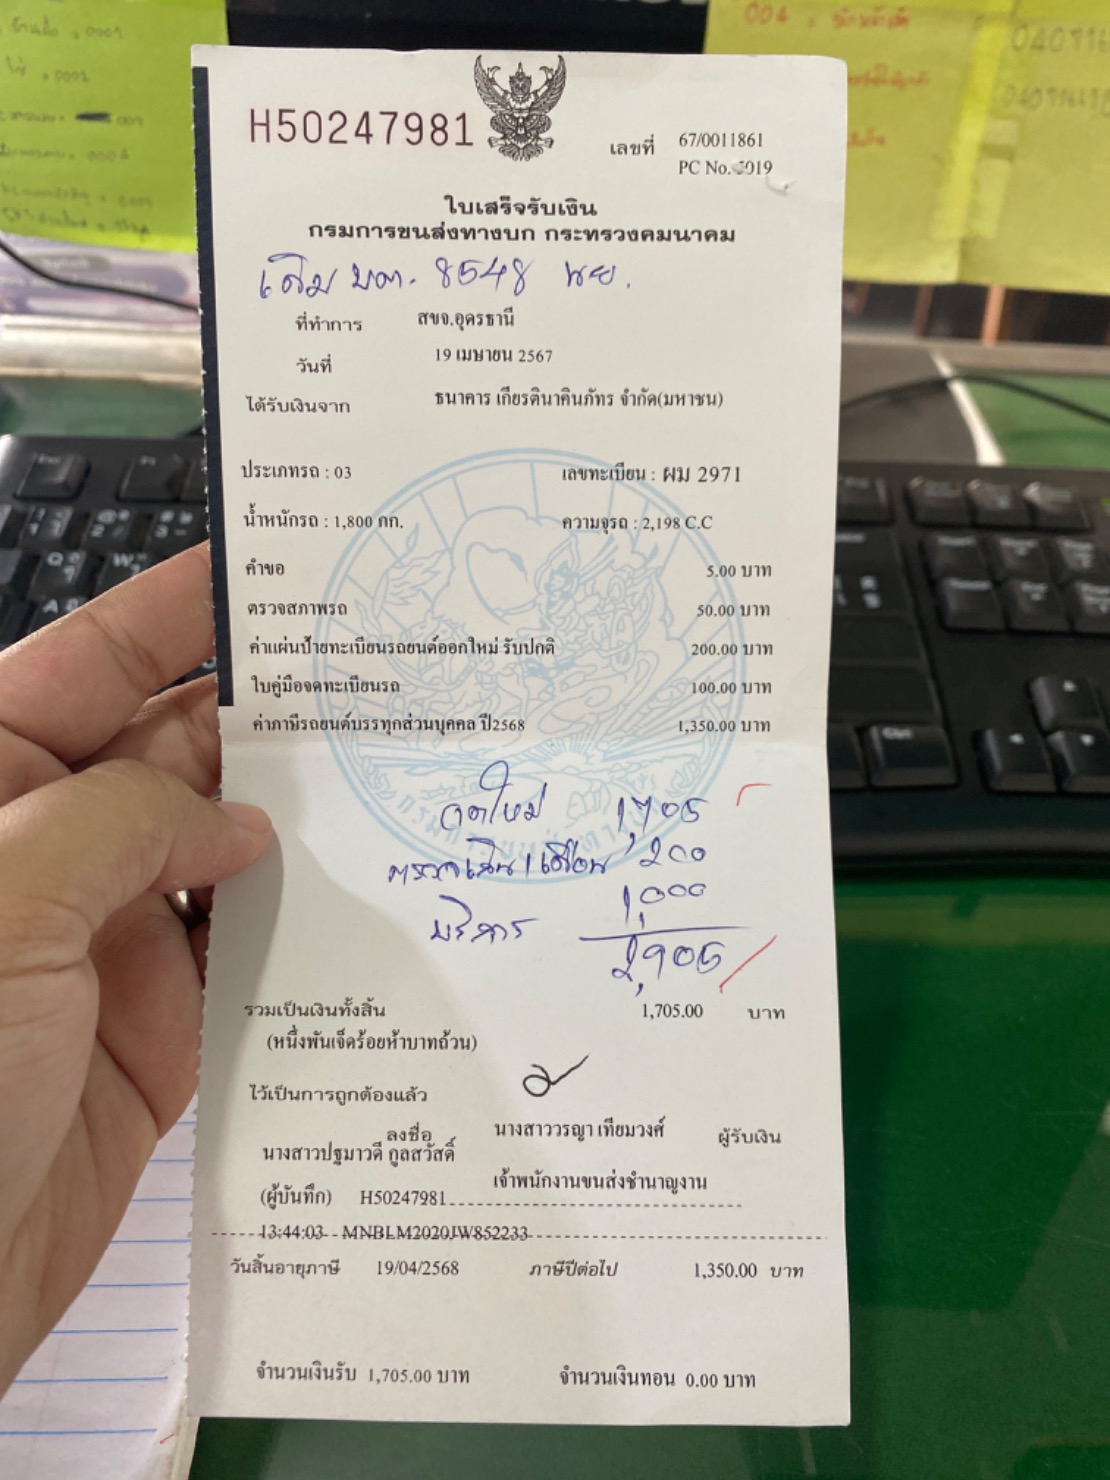 H50247981
เลขที่ 67/0011861
PC No. 5019
ใบเสร็จรับเงิน
กรมการขนส่งทางบก กระทรวงคมนาคม
เดิม บต. 8548 นย.
ที่ทำการ สขจ.อุดรธานี
วันที่ 19 เมษายน 2567
ได้รับเงินจาก ธนาคาร เกียรตินาคินภัทร จำกัด(มหาชน)
ประเภทรถ : 03 เลขทะเบียน : ผม 2971
น้ำหนักรถ : 1,800 กก. ความจุรถ : 2,198 C.C
คำขอ 5.00 บาท
ตรวจสภาพรถ 50.00 บาท
ค่าแผ่นป้ายทะเบียนรถยนต์ออกใหม่ รับปกติ 200.00 บาท
ใบคู่มือจดทะเบียนรถ 100.00 บาท
ค่าภาษีรถยนต์บรรทุกส่วนบุคคล ปี2568 1,350.00 บาท
จดใหม่ 1,705
ตรวจเกิน 1 เดือน 200
บริการ 1,000
2,905
รวมเป็นเงินทั้งสิ้น 1,705.00 บาท
(หนึ่งพันเจ็ดร้อยห้าบาทถ้วน)
ไว้เป็นการถูกต้องแล้ว
ลงชื่อ นางสาววรญา เทียมวงศ์ ผู้รับเงิน
นางสาวปฐมาวดี กูลสวัสดิ์
(ผู้บันทึก) H50247981 เจ้าพนักงานขนส่งชำนาญงาน
13:44:03 MNBLM2020JW852233
วันสิ้นอายุภาษี 19/04/2568 ภาษีปีต่อไป 1,350.00 บาท
จำนวนเงินรับ 1,705.00 บาท จำนวนเงินทอน 0.00 บาท